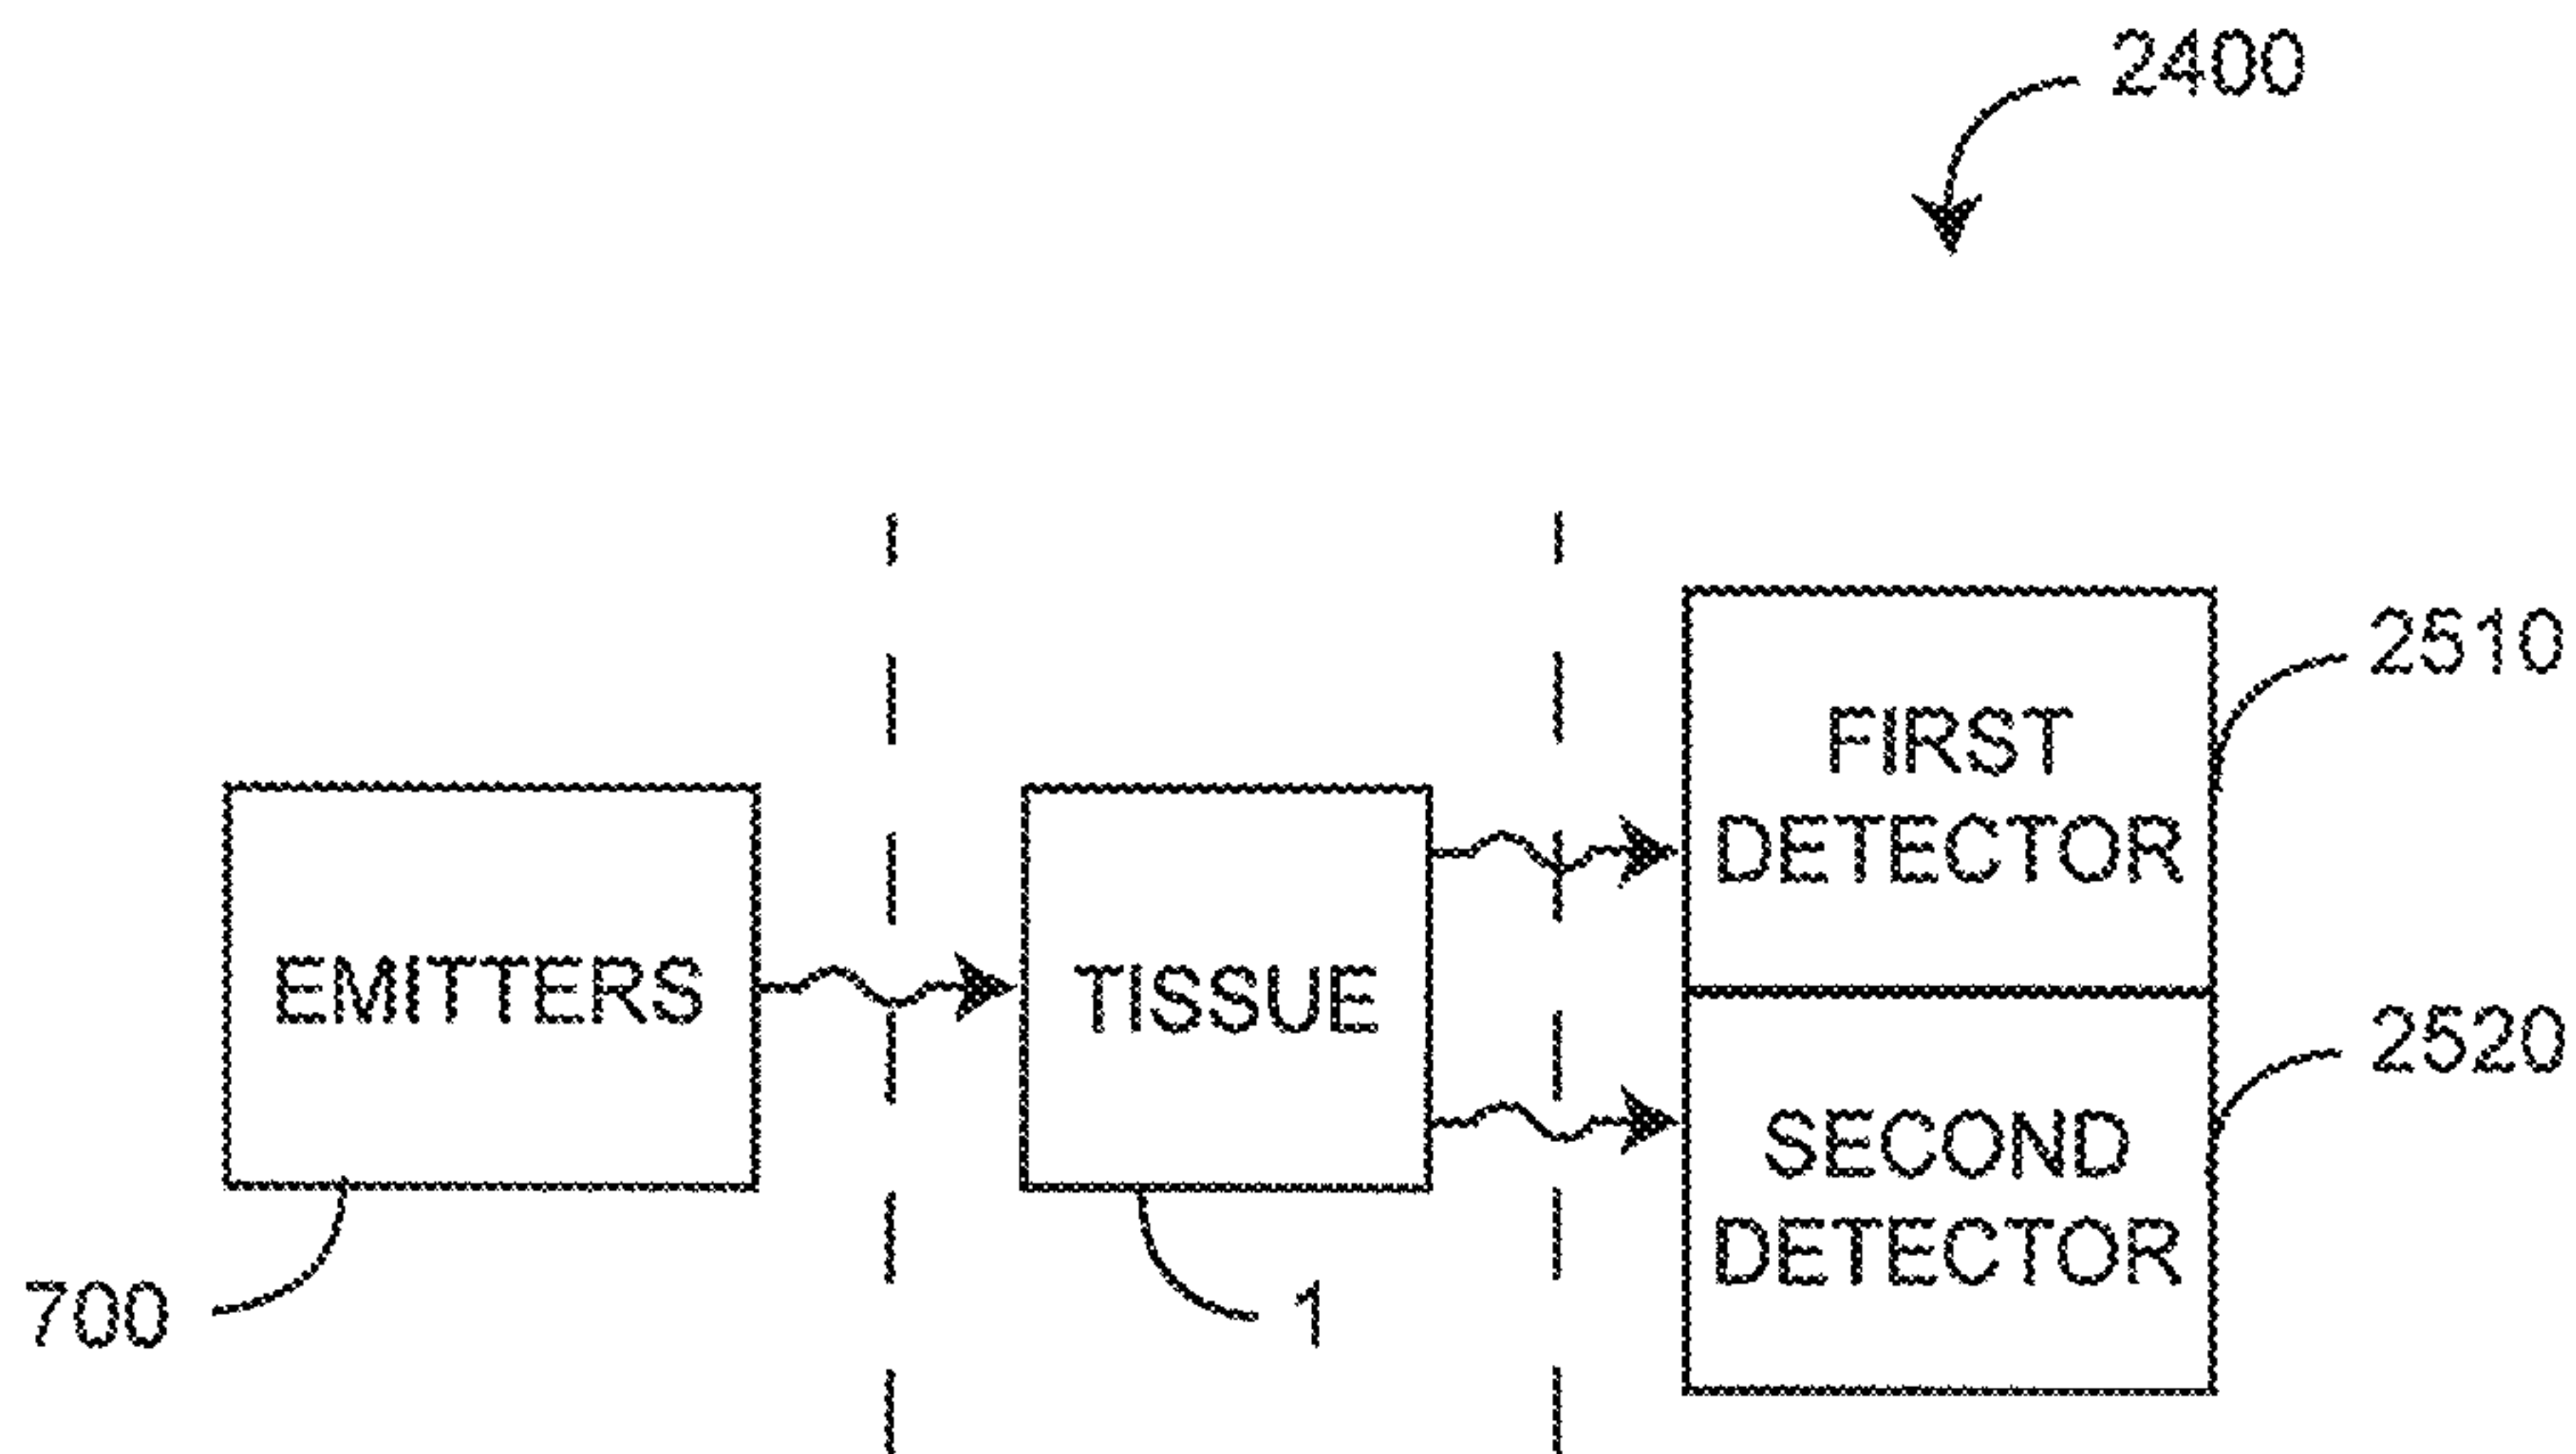 2400
2510
FIRST
DETECTOR
EMITTERS
TISSUE
2520
SECOND
DETECTOR
700
1